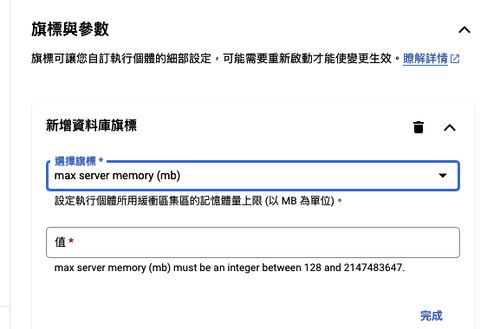 旗標與參數
旗標可讓您自訂執行個體的細部設定，可能需要重新啟動才能使變更生效。瞭解詳情
新增資料庫旗標
選擇旗標 *
max server memory (mb)
設定執行個體所用緩衝區集區的記憶體量上限 (以 MB 為單位)。
值 *
max server memory (mb) must be an integer between 128 and 2147483647.
完成